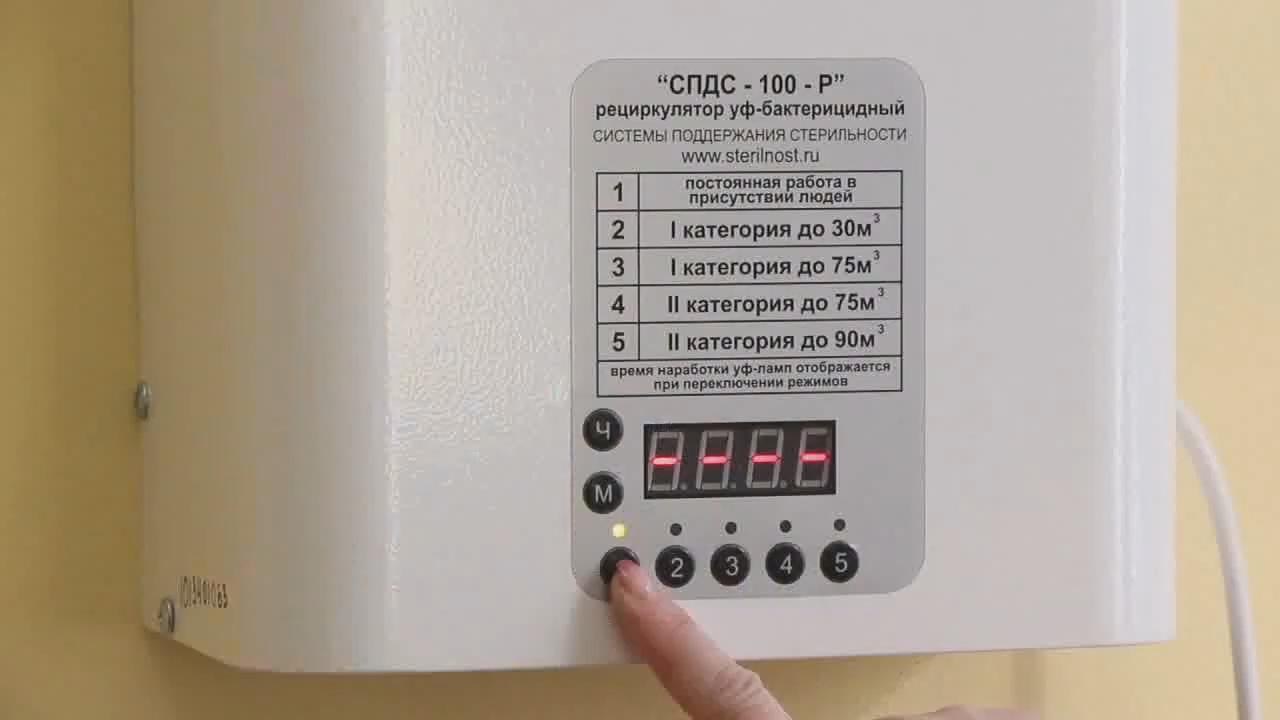 “СПДС - 100 - Р”
рециркулятор уф-бактерицидный
СИСТЕМЫ ПОДДЕРЖАНИЯ СТЕРИЛЬНОСТИ
www.sterilnost.ru
1 постоянная работа в
присутствий людей
2 I категория до 30м³
3 I категория до 75м³
4 II категория до 75м³
5 II категория до 90м³
время наработки уф-ламп отображается
при переключении режимов
Ч
- - - -
М
2 3 4 5